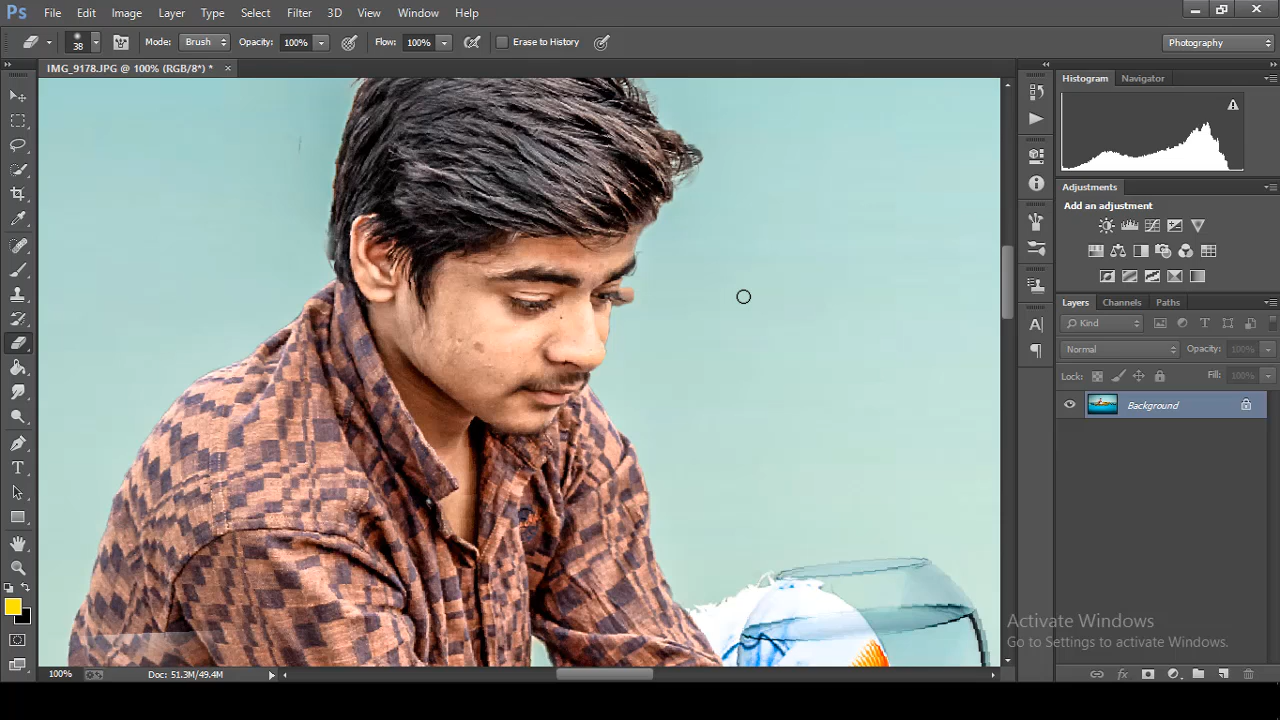 Ps File Edit Image Layer Type Select Filter 3D View Window Help
38 Mode: Brush Opacity: 100% Flow: 100% Erase to History Photography
IMG_9178.JPG @ 100% (RGB/8*) * ×
Histogram Navigator
Adjustments
Add an adjustment
Layers Channels Paths
Kind
Normal Opacity: 100%
Lock: Fill: 100%
Background
Activate Windows
Go to Settings to activate Windows.
100% Doc: 51.3M/49.4M